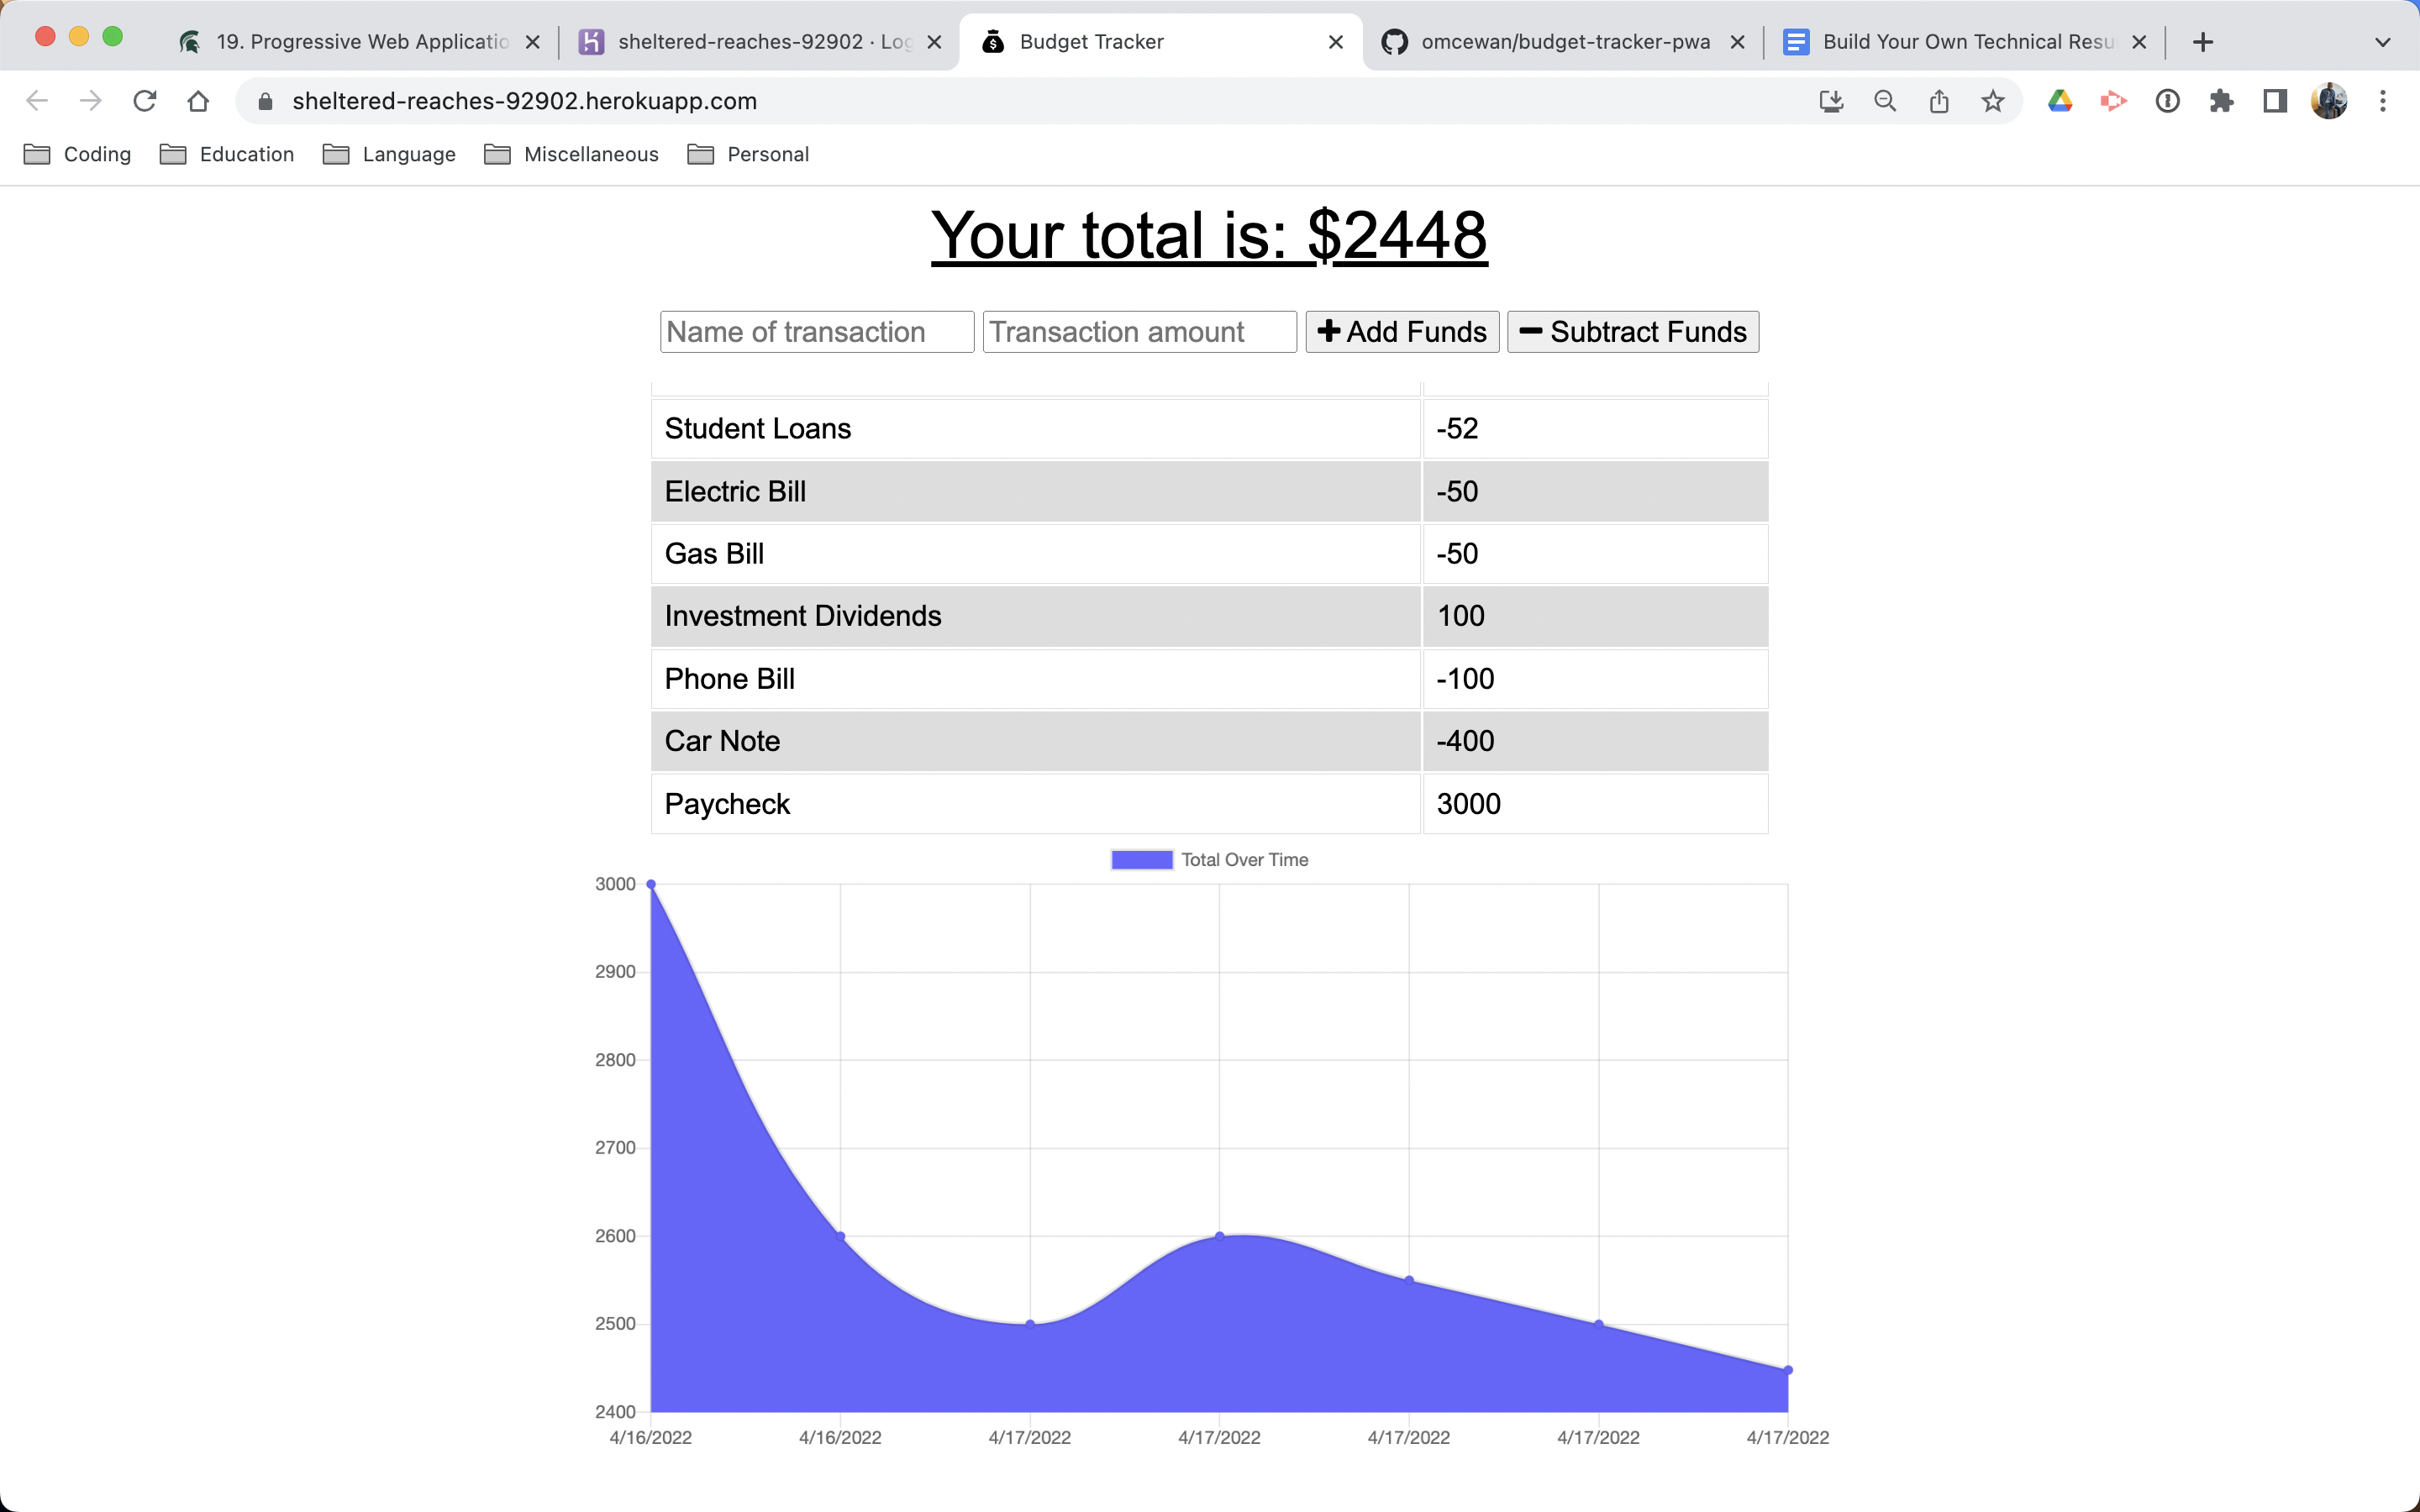 19. Progressive Web Applicatio
sheltered-reaches-92902 · Log
Budget Tracker
omcewan/budget-tracker-pwa
Build Your Own Technical Resu
sheltered-reaches-92902.herokuapp.com
Coding
Education
Language
Miscellaneous
Personal
Your total is: $2448
Name of transaction
Transaction amount
Add Funds
Subtract Funds
Student Loans -52
Electric Bill -50
Gas Bill -50
Investment Dividends 100
Phone Bill -100
Car Note -400
Paycheck 3000
Total Over Time
3000
2900
2800
2700
2600
2500
2400
4/16/2022 4/16/2022 4/17/2022 4/17/2022 4/17/2022 4/17/2022 4/17/2022